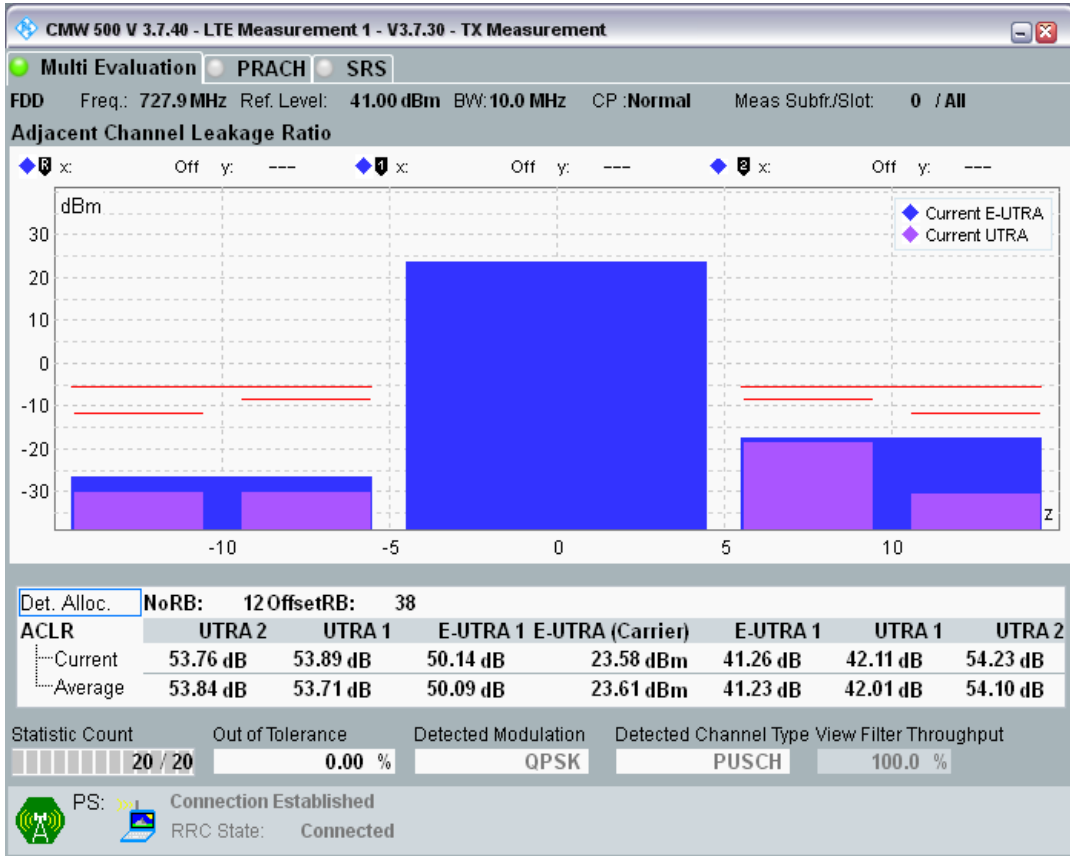 CMW 500 V 3.7.40 - LTE Measurement 1 - V3.7.30 - TX Measurement
Multi Evaluation PRACH SRS
FDD Freq.: 727.9 MHz Ref. Level: 41.00 dBm BW: 10.0 MHz CP :Normal Meas Subfr./Slot: 0 / All
Adjacent Channel Leakage Ratio
R x: Off y: --- 1 x: Off y: --- 2 x: Off y: ---
dBm
Current E-UTRA
Current UTRA
30
20
10
0
-10
-20
-30
z
-10 -5 0 5 10
Det. Alloc. NoRB: 12 OffsetRB: 38
ACLR UTRA 2 UTRA 1 E-UTRA 1 E-UTRA (Carrier) E-UTRA 1 UTRA 1 UTRA 2
Current 53.76 dB 53.89 dB 50.14 dB 23.58 dBm 41.26 dB 42.11 dB 54.23 dB
Average 53.84 dB 53.71 dB 50.09 dB 23.61 dBm 41.23 dB 42.01 dB 54.10 dB
Statistic Count Out of Tolerance Detected Modulation Detected Channel Type View Filter Throughput
20 / 20 0.00 % QPSK PUSCH 100.0 %
PS: Connection Established
RRC State: Connected